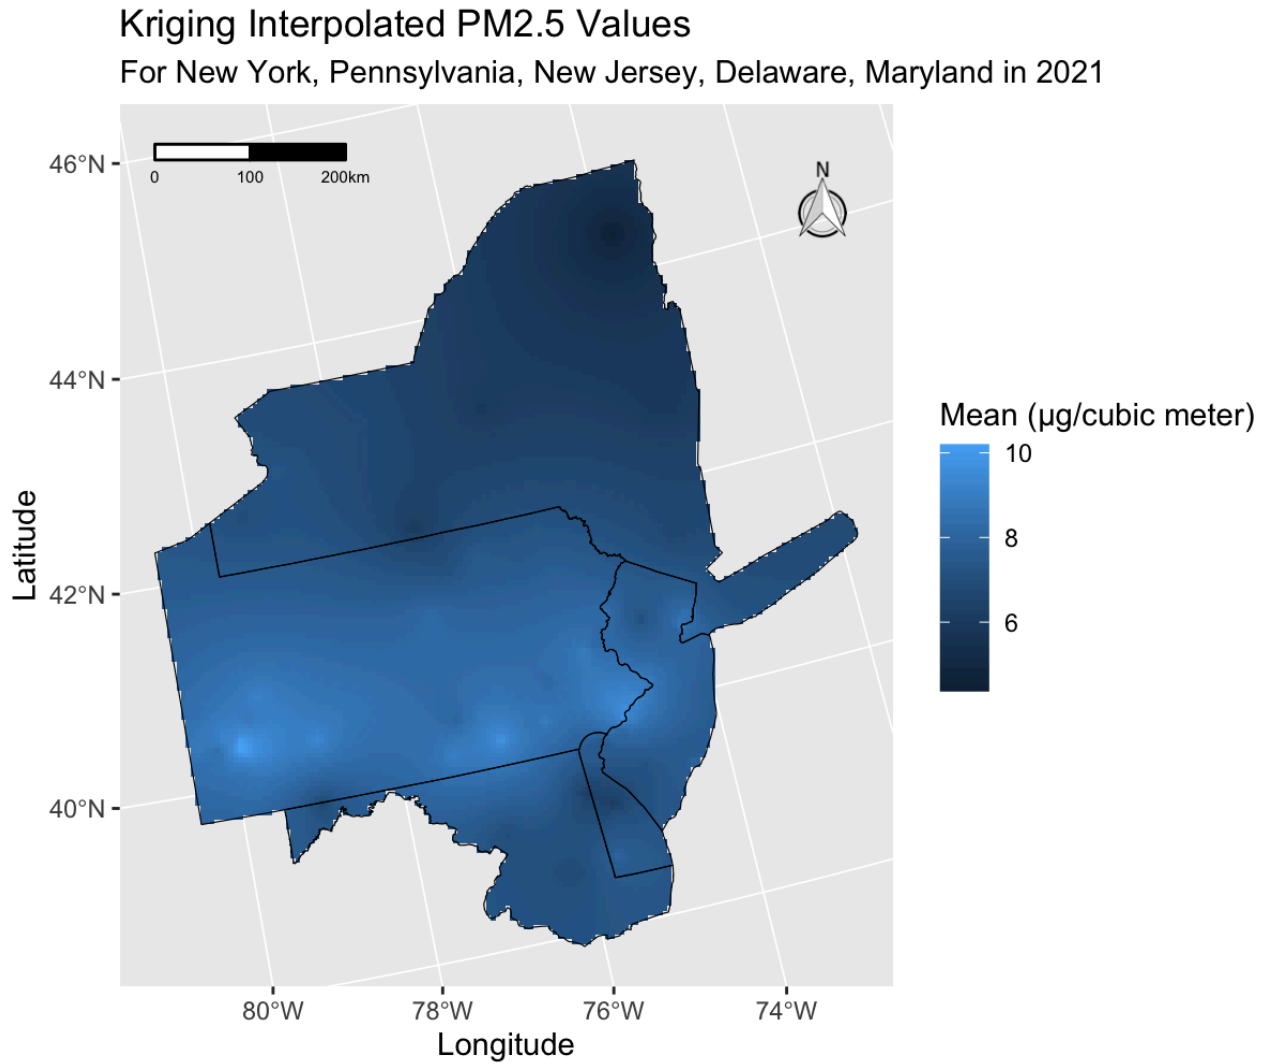 Kriging Interpolated PM2.5 Values
For New York, Pennsylvania, New Jersey, Delaware, Maryland in 2021
0 100 200km
N
46°N
44°N
42°N
40°N
Latitude
80°W 78°W 76°W 74°W
Longitude
Mean (µg/cubic meter)
10
8
6